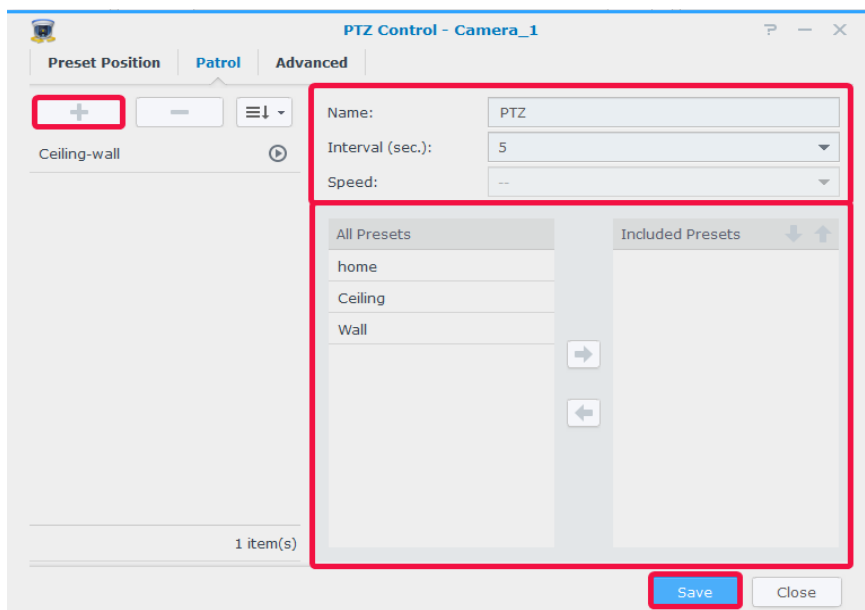 PTZ Control - Camera_1
Preset Position Patrol Advanced
Ceiling-wall
1 item(s)
Name: PTZ
Interval (sec.): 5
Speed: --
All Presets
home
Ceiling
Wall
Included Presets
Save Close